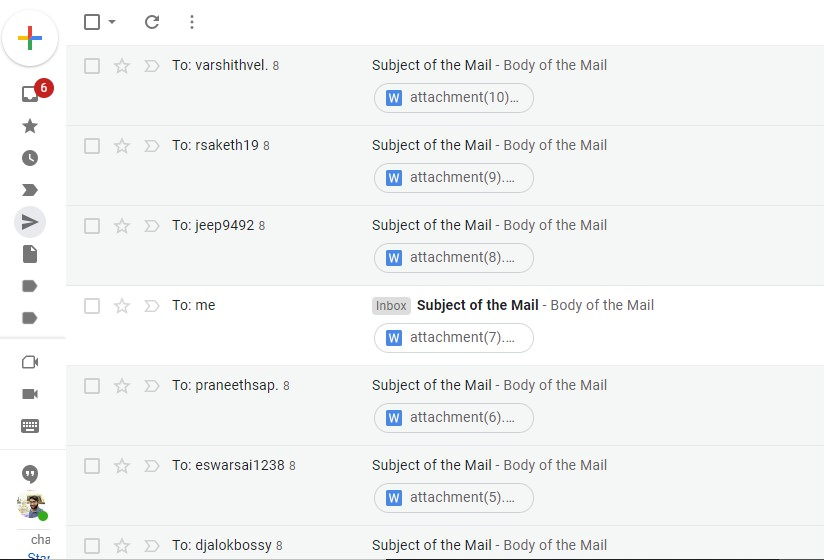 6
To: varshithvel. 8 Subject of the Mail - Body of the Mail
W attachment(10)...
To: rsaketh19 8 Subject of the Mail - Body of the Mail
W attachment(9)....
To: jeep9492 8 Subject of the Mail - Body of the Mail
W attachment(8)....
To: me Inbox Subject of the Mail - Body of the Mail
W attachment(7)....
To: praneethsap. 8 Subject of the Mail - Body of the Mail
W attachment(6)....
To: eswarsai1238 8 Subject of the Mail - Body of the Mail
W attachment(5)....
To: djalokbossy 8 Subject of the Mail - Body of the Mail
cha